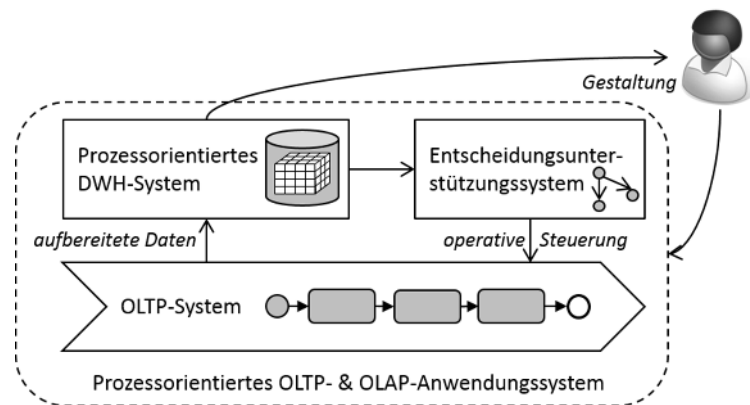 Gestaltung
Prozessorientiertes
DWH-System
Entscheidungsunter-
stützungssystem
aufbereitete Daten
operative Steuerung
OLTP-System
Prozessorientiertes OLTP- & OLAP-Anwendungssystem